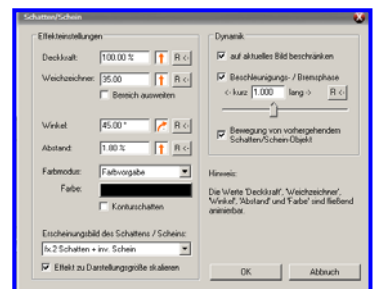 Schatten/Schein
Effekteinstellungen
Deckkraft: 100.00 % R <-
Weichzeichner: 35.00 R <-
Bereich ausweiten
Winkel: 45.00 ° R <-
Abstand: 1.80 % R <-
Farbmodus: Farbvorgabe
Farbe:
Konturschatten
Erscheinungsbild des Schattens / Scheins:
fx.2 Schatten + inv. Schein
Effekt zu Darstellungsgröße skalieren
Dynamik
auf aktuelles Bild beschränken
Beschleunigungs- / Bremsphase
<- kurz 1.000 lang -> R <-
Bewegung von vorhergehendem
Schatten/Schein-Objekt
Hinweis:
Die Werte 'Deckkraft', 'Weichzeichner',
'Winkel', 'Abstand' und 'Farbe' sind fließend
animierbar.
OK Abbruch